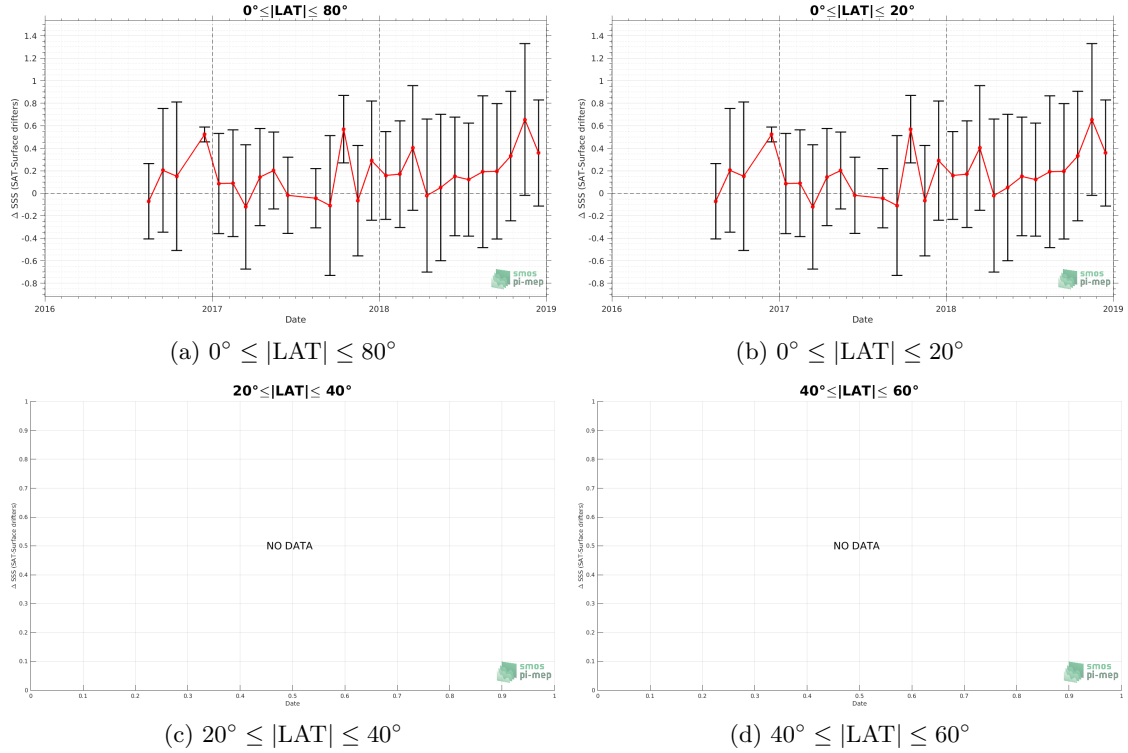 0°≤|LAT|≤ 80°
Δ SSS (SAT-Surface drifters)
1.4
1.2
1
0.8
0.6
0.4
0.2
0
-0.2
-0.4
-0.6
-0.8
2016 2017 2018 2019
Date
smos
pi-mep
(a) 0° ≤ |LAT| ≤ 80°
0°≤|LAT|≤ 20°
Δ SSS (SAT-Surface drifters)
1.4
1.2
1
0.8
0.6
0.4
0.2
0
-0.2
-0.4
-0.6
-0.8
2016 2017 2018 2019
Date
smos
pi-mep
(b) 0° ≤ |LAT| ≤ 20°
20°≤|LAT|≤ 40°
Δ SSS (SAT-Surface drifters)
1
0.9
0.8
0.7
0.6
0.5
0.4
0.3
0.2
0.1
0
NO DATA
0 0.1 0.2 0.3 0.4 0.5 0.6 0.7 0.8 0.9 1
Date
smos
pi-mep
(c) 20° ≤ |LAT| ≤ 40°
40°≤|LAT|≤ 60°
Δ SSS (SAT-Surface drifters)
1
0.9
0.8
0.7
0.6
0.5
0.4
0.3
0.2
0.1
0
NO DATA
0 0.1 0.2 0.3 0.4 0.5 0.6 0.7 0.8 0.9 1
Date
smos
pi-mep
(d) 40° ≤ |LAT| ≤ 60°